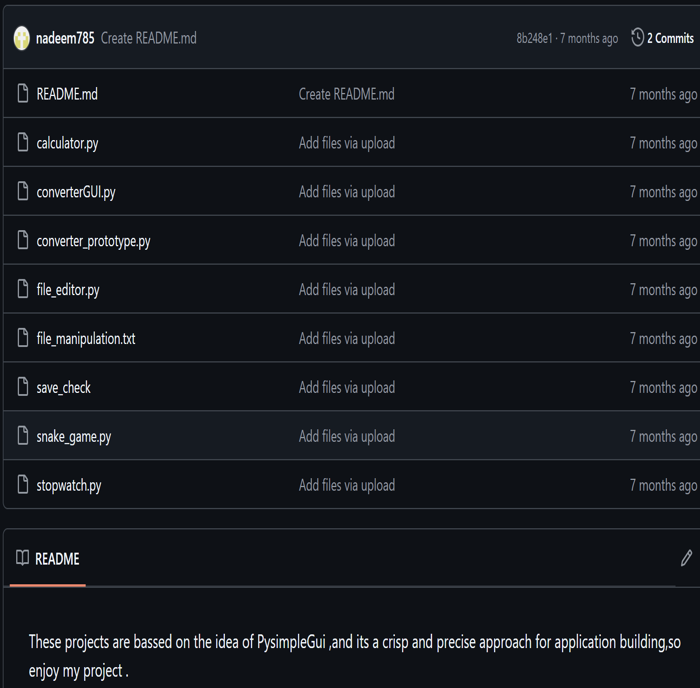 nadeem785 Create README.md 8b248e1 · 7 months ago 2 Commits
README.md Create README.md 7 months ago
calculator.py Add files via upload 7 months ago
converterGUI.py Add files via upload 7 months ago
converter_prototype.py Add files via upload 7 months ago
file_editor.py Add files via upload 7 months ago
file_manipulation.txt Add files via upload 7 months ago
save_check Add files via upload 7 months ago
snake_game.py Add files via upload 7 months ago
stopwatch.py Add files via upload 7 months ago
README
These projects are bassed on the idea of PysimpleGui ,and its a crisp and precise approach for application building,so
enjoy my project .